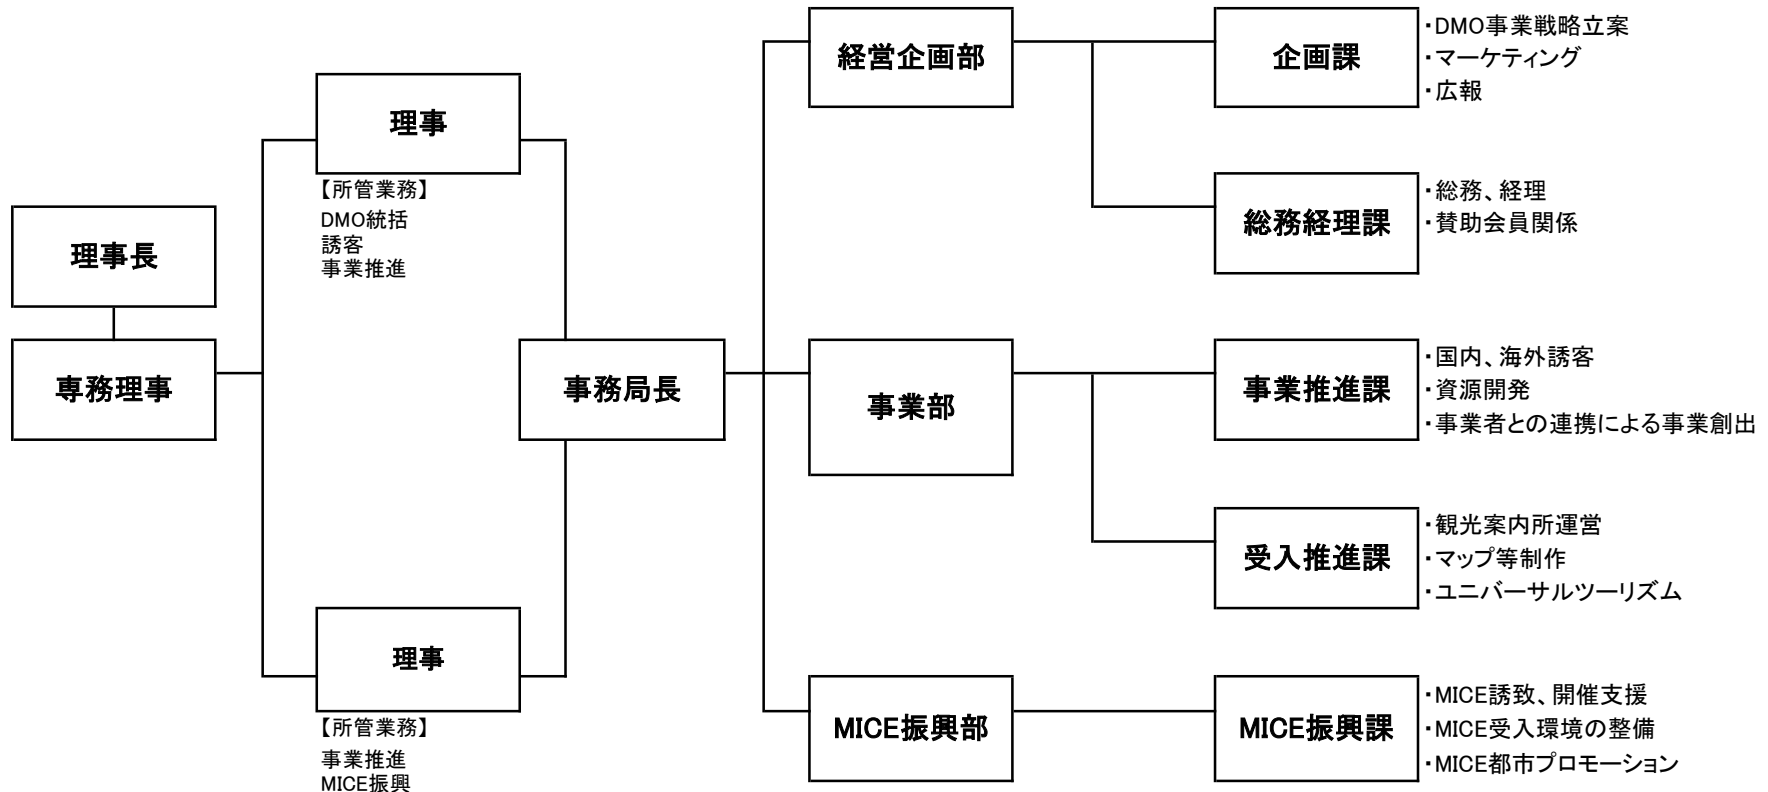 理事長
専務理事
理事
【所管業務】
DMO統括
誘客
事業推進
理事
【所管業務】
事業推進
MICE振興
事務局長
経営企画部
企画課
・DMO事業戦略立案
・マーケティング
・広報
総務経理課
・総務、経理
・賛助会員関係
事業部
事業推進課
・国内、海外誘客
・資源開発
・事業者との連携による事業創出
受入推進課
・観光案内所運営
・マップ等制作
・ユニバーサルツーリズム
MICE振興部
MICE振興課
・MICE誘致、開催支援
・MICE受入環境の整備
・MICE都市プロモーション